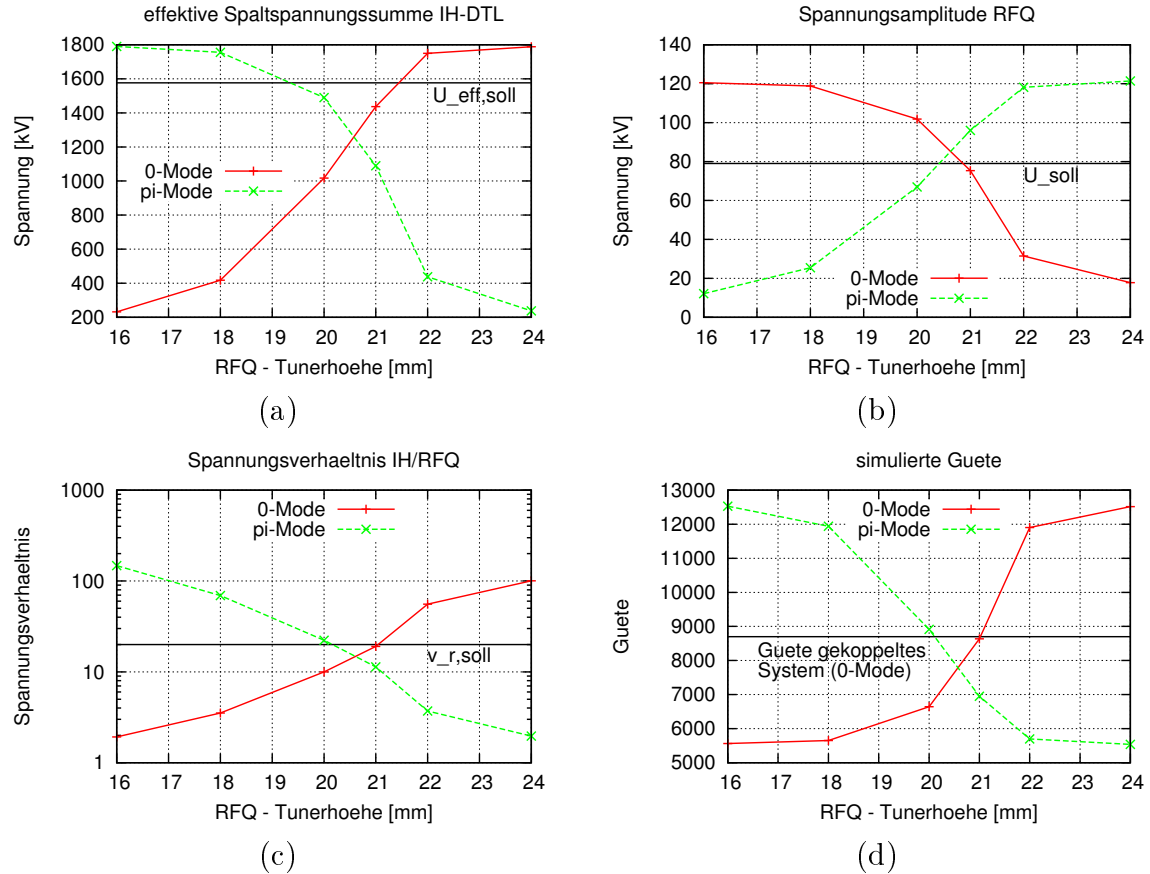 effektive Spaltspannungssumme IH-DTL
Spannung [kV]
1800
1600
1400
1200
1000
800
600
400
200
U_eff,soll
0-Mode
pi-Mode
16 17 18 19 20 21 22 23 24
RFQ - Tunerhoehe [mm]
(a)
Spannungsamplitude RFQ
Spannung [kV]
140
120
100
80
60
40
20
0
U_soll
0-Mode
pi-Mode
16 17 18 19 20 21 22 23 24
RFQ - Tunerhoehe [mm]
(b)
Spannungsverhaeltnis IH/RFQ
Spannungsverhaeltnis
1000
100
10
1
0-Mode
pi-Mode
v_r,soll
16 17 18 19 20 21 22 23 24
RFQ - Tunerhoehe [mm]
(c)
simulierte Guete
Guete
13000
12000
11000
10000
9000
8000
7000
6000
5000
0-Mode
pi-Mode
Guete gekoppeltes
System (0-Mode)
16 17 18 19 20 21 22 23 24
RFQ - Tunerhoehe [mm]
(d)